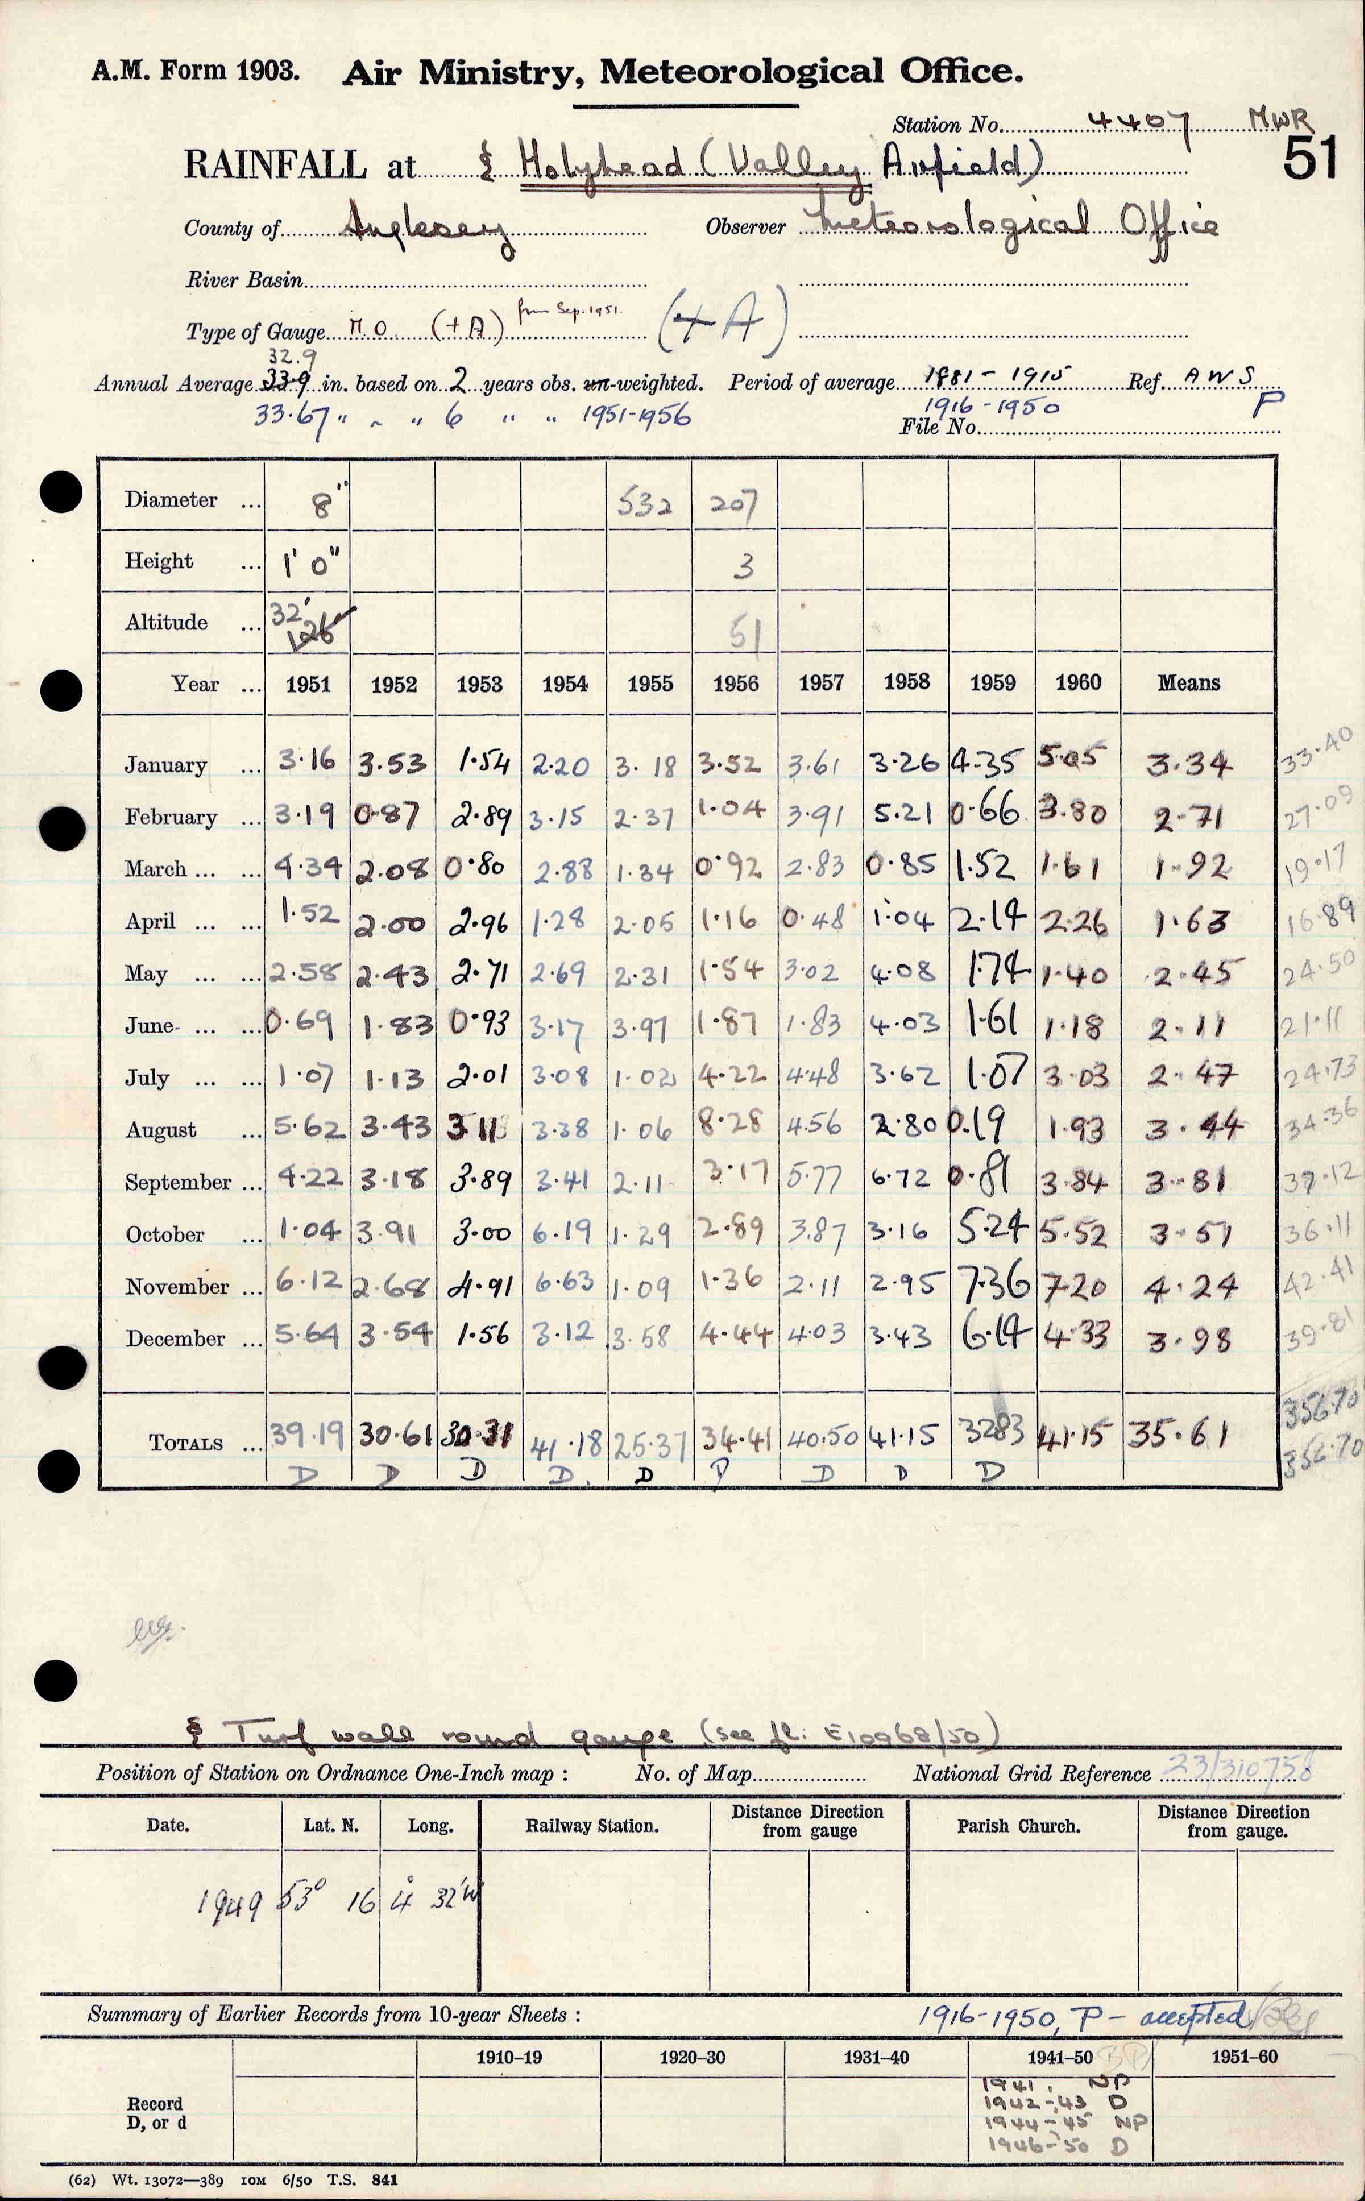 A.M. Form 1903. Air Ministry, Meteorological Office.
Station No. 4407 MWR
51
RAINFALL at § Holyhead (Valley Airfield)
County of Anglesey Observer Meteorological Office
River Basin
from Sep. 1951.
Type of Gauge M.O. (+A) (+A)
32.9
Annual Average 33.9 in. based on 2 years obs. un-weighted. Period of average 1881-1915 Ref. AWS
33.67 " " " 6 " " 1951-1956 1916-1950 P
File No.
Diameter ... 8" 532 207
Height ... 1' 0" 3
Altitude ... 32' 126 51
Year ... 1951 1952 1953 1954 1955 1956 1957 1958 1959 1960 Means
January ... 3.16 3.53 1.54 2.20 3.18 3.52 3.61 3.26 4.35 5.05 3.34 33.40
February ... 3.19 0.87 2.89 3.15 2.37 1.04 3.91 5.21 0.66 3.80 2.71 27.09
March ... ... 4.34 2.08 0.80 2.88 1.34 0.92 2.83 0.85 1.52 1.61 1.92 19.17
April ... ... 1.52 2.00 2.96 1.28 2.05 1.16 0.48 1.04 2.14 2.26 1.63 16.89
May ... ... 2.58 2.43 2.71 2.69 2.31 1.54 3.02 4.08 1.74 1.40 2.45 24.50
June ... ... 0.69 1.83 0.93 3.17 3.97 1.87 1.83 4.03 1.61 1.18 2.11 21.11
July ... ... 1.07 1.13 2.01 3.08 1.02 4.22 4.48 3.62 1.07 3.03 2.47 24.73
August ... 5.62 3.43 3.11 3.38 1.06 8.28 4.56 2.80 0.19 1.93 3.44 34.36
September ... 4.22 3.18 3.89 3.41 2.11 3.17 5.77 6.72 0.81 3.84 3.81 37.12
October ... 1.04 3.91 3.00 6.19 1.29 2.89 3.87 3.16 5.24 5.52 3.51 36.11
November ... 6.12 2.68 4.91 6.63 1.09 1.36 2.11 2.95 7.36 7.20 4.24 42.41
December ... 5.64 3.54 1.56 3.12 3.58 4.44 4.03 3.43 6.14 4.33 3.98 39.81
356.70
TOTALS ... 39.19 30.61 30.31 41.18 25.37 34.41 40.50 41.15 32.83 41.15 35.61 356.70
D D D D. D P D D D
§ Turf wall round gauge (see fl: E10968/50)
Position of Station on Ordnance One-Inch map : No. of Map National Grid Reference 23/310758
Date. Lat. N. Long. Railway Station. Distance Direction from gauge Parish Church. Distance Direction from gauge.
1949 53° 16 4° 32'W
Summary of Earlier Records from 10-year Sheets : 1916-1950, P - accepted
1910–19 1920–30 1931–40 1941–50 1951–60
Record D, or d
1941. NP
1942-43 D
1944-45 NP
1946-50 D
(62) Wt. 13072—389 10M 6/50 T.S. 841